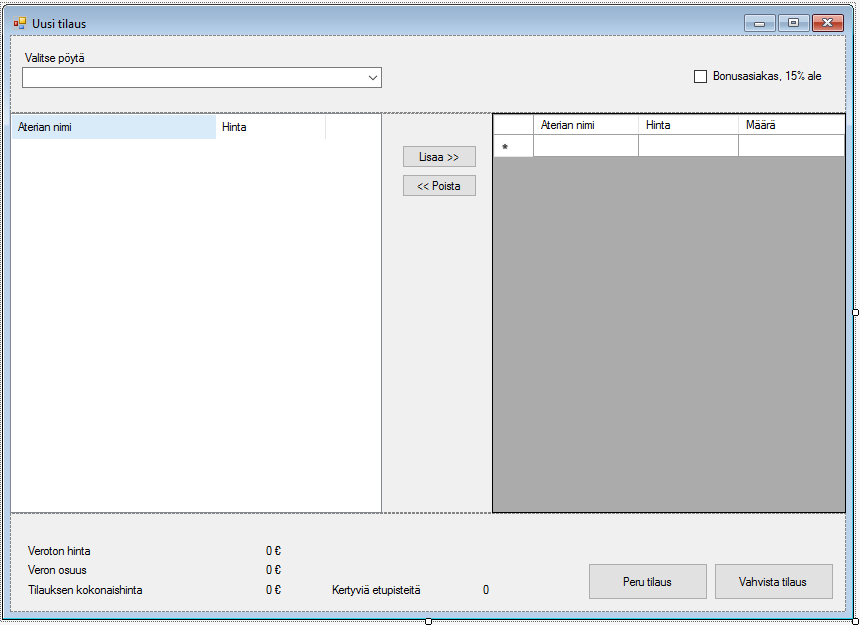 Uusi tilaus
Valitse pöytä
Bonusasiakas, 15% ale
Aterian nimi Hinta
Lisaa >>
<< Poista
Aterian nimi Hinta Määrä
*
Veroton hinta 0 €
Veron osuus 0 €
Tilauksen kokonaishinta 0 € Kertyviä etupisteitä 0
Peru tilaus Vahvista tilaus